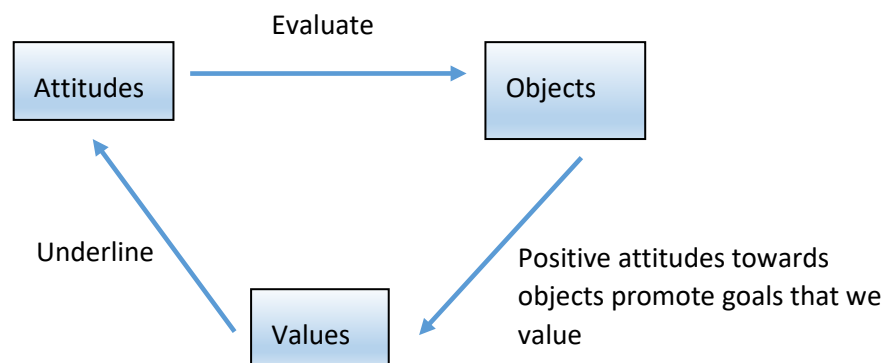 Evaluate
Attitudes
Objects
Underline
Positive attitudes towards
objects promote goals that we
value
Values